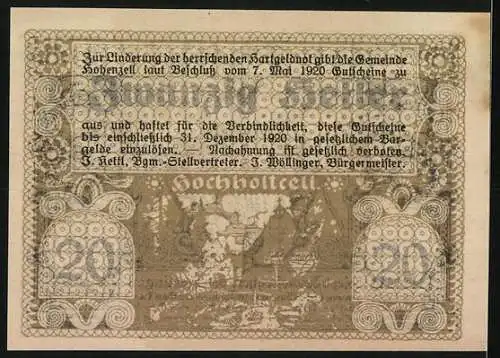 Zur Linderung der herrschenden Hartgeldnot gibt die Gemeinde
Hohenzell laut Beschluß vom 7. Mai 1920 Gutscheine zu
Zwanzig Heller
aus und haftet für die Verbindlichkeit, diese Gutscheine
bis einschließlich 31. Dezember 1920 in gesetzlichem Bar-
gelde einzulösen. — Nachahmung ist gesetzlich verboten.
J. Kettl, Bgm.-Stellvertreter. J. Wöllinger, Bürgermeister.
20 20